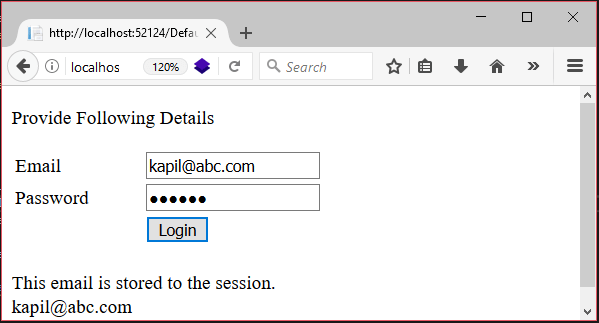 http://localhost:52124/Defau
localhos 120% Search
Provide Following Details
Email kapil@abc.com
Password ●●●●●●
Login
This email is stored to the session.
kapil@abc.com